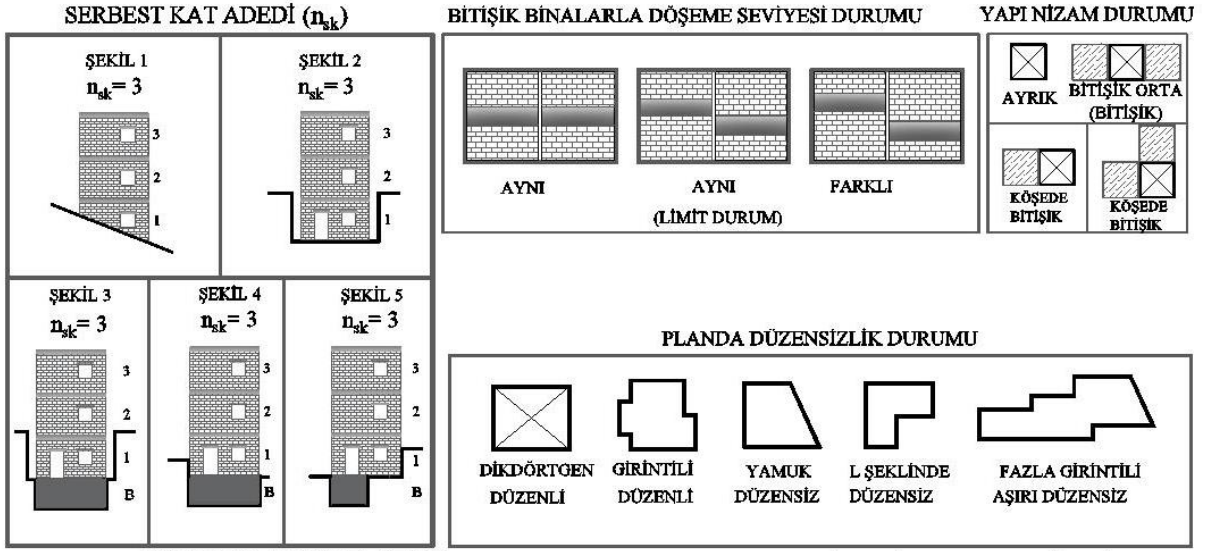 SERBEST KAT ADEDİ (nsk)
ŞEKİL 1
nsk= 3
3
2
1
ŞEKİL 2
nsk= 3
3
2
1
ŞEKİL 3
nsk= 3
3
2
1
B
ŞEKİL 4
nsk= 3
3
2
1
B
ŞEKİL 5
nsk= 3
3
2
1
B
BİTİŞİK BİNALARLA DÖŞEME SEVİYESİ DURUMU
AYNI
AYNI
(LİMİT DURUM)
FARKLI
YAPI NİZAM DURUMU
AYRIK
BİTİŞİK ORTA
(BİTİŞİK)
KÖŞEDE
BİTİŞİK
KÖŞEDE
BİTİŞİK
PLANDA DÜZENSİZLİK DURUMU
DİKDÖRTGEN
DÜZENLİ
GİRİNTİLİ
DÜZENLİ
YAMUK
DÜZENSİZ
L ŞEKLİNDE
DÜZENSİZ
FAZLA GİRİNTİLİ
AŞIRI DÜZENSİZ